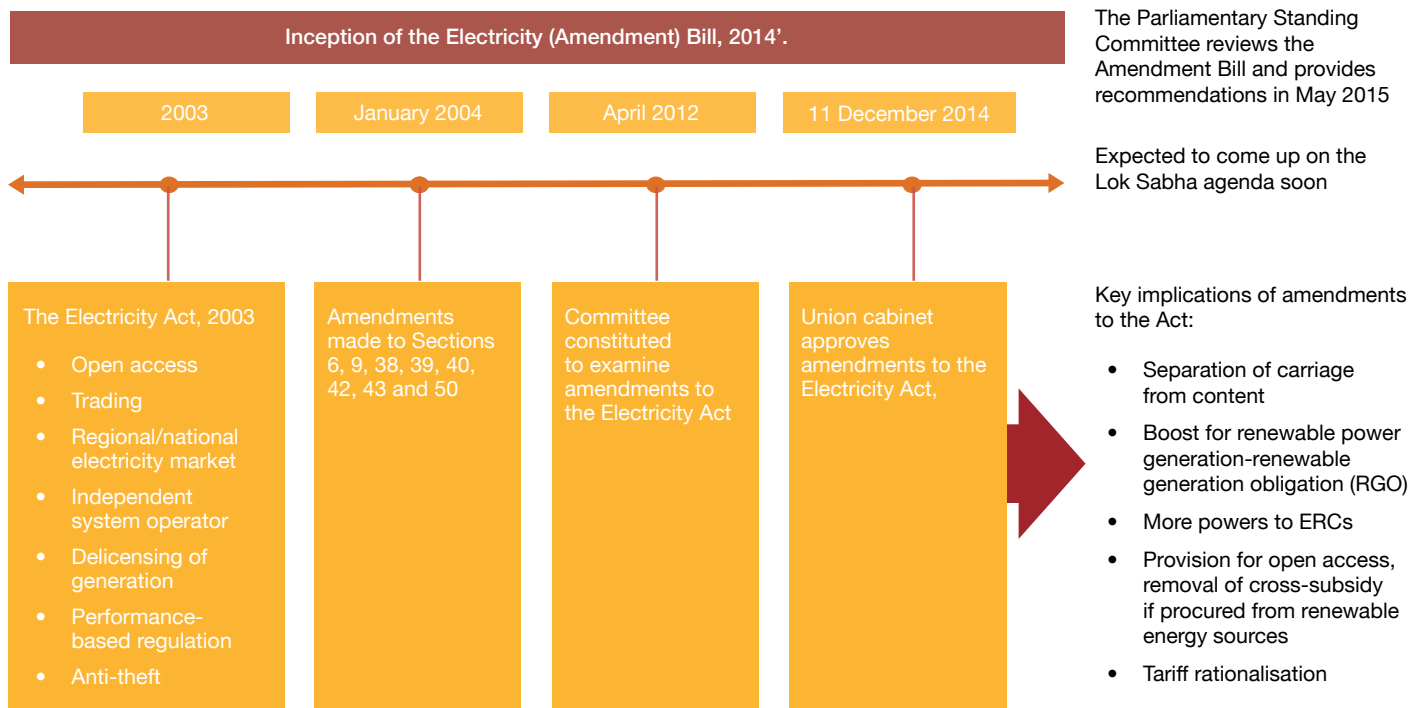 Inception of the Electricity (Amendment) Bill, 2014’.
2003
January 2004
April 2012
11 December 2014
The Electricity Act, 2003
• Open access
• Trading
• Regional/national
electricity market
• Independent
system operator
• Delicensing of
generation
• Performance-
based regulation
• Anti-theft
Amendments
made to Sections
6, 9, 38, 39, 40,
42, 43 and 50
Committee
constituted
to examine
amendments to
the Electricity Act
Union cabinet
approves
amendments to the
Electricity Act,
The Parliamentary Standing
Committee reviews the
Amendment Bill and provides
recommendations in May 2015
Expected to come up on the
Lok Sabha agenda soon
Key implications of amendments
to the Act:
• Separation of carriage
from content
• Boost for renewable power
generation-renewable
generation obligation (RGO)
• More powers to ERCs
• Provision for open access,
removal of cross-subsidy
if procured from renewable
energy sources
• Tariff rationalisation